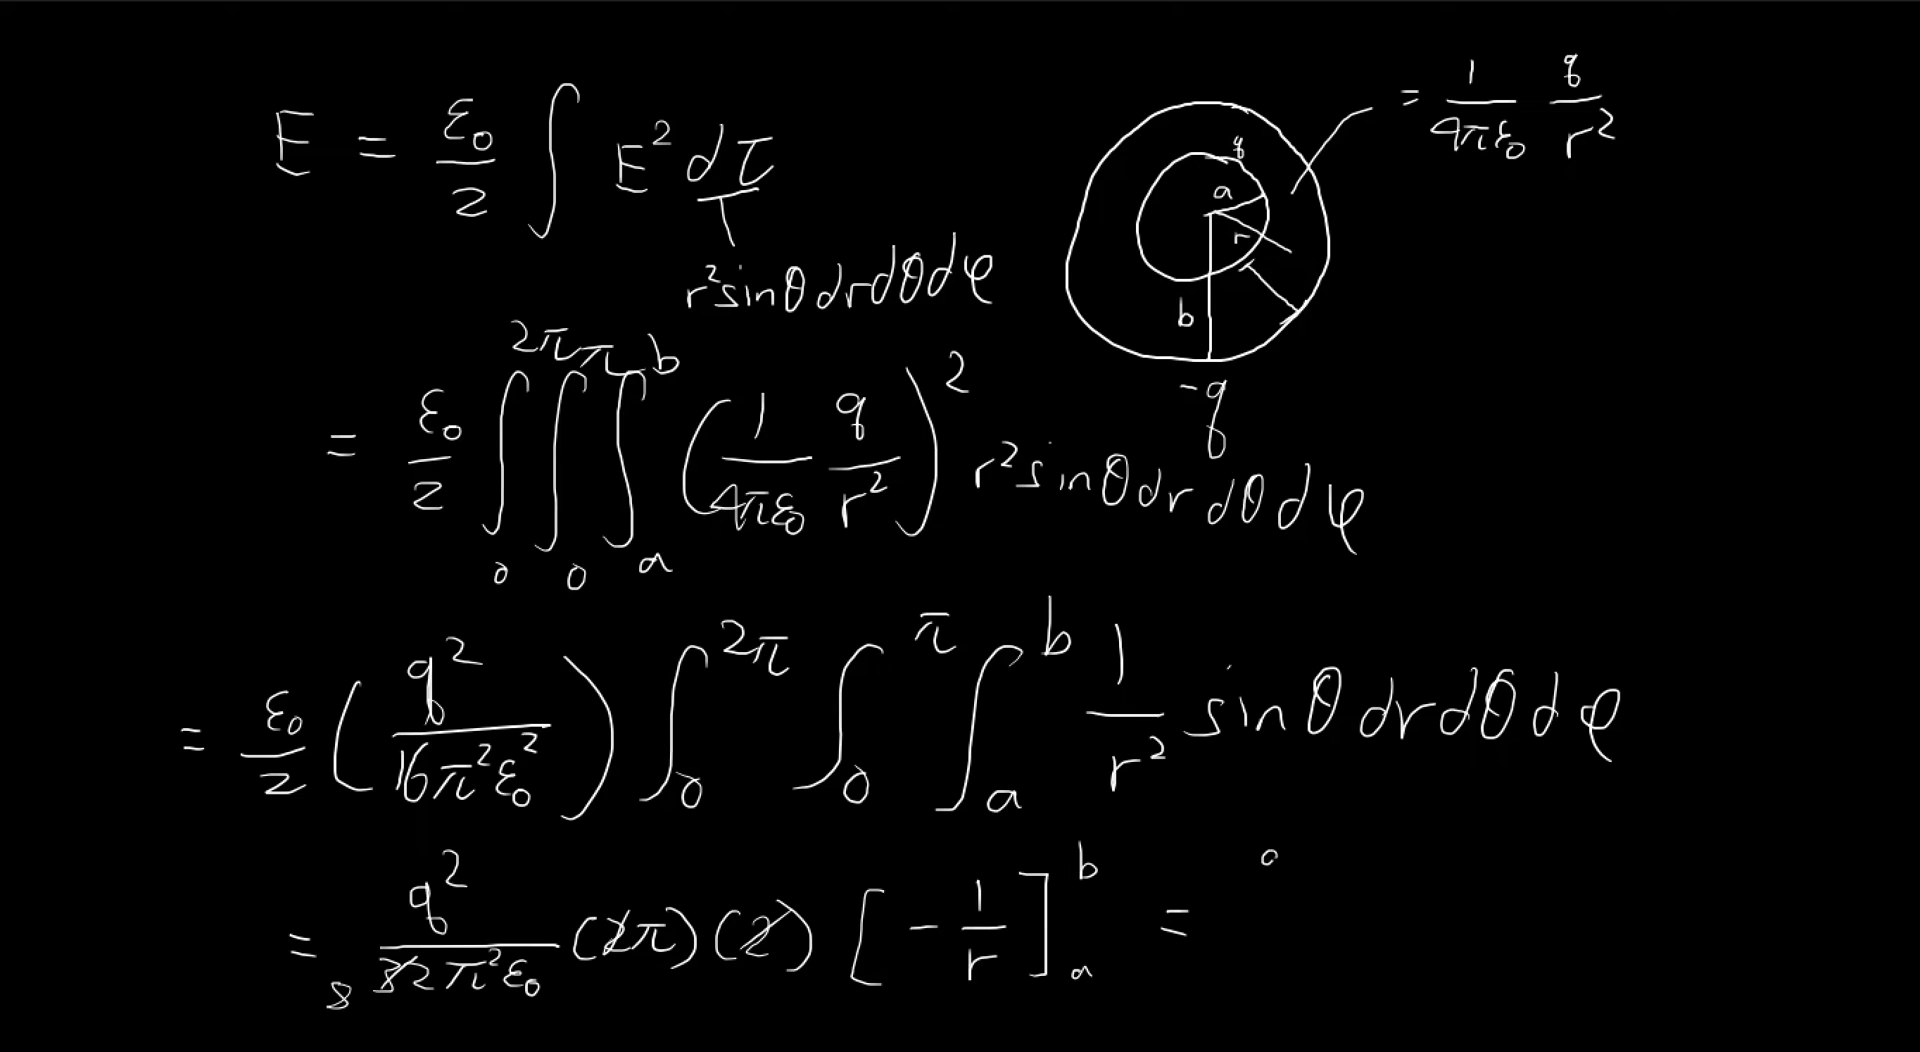 E = ε₀/2 ∫ E² dτ
r² sinθ dr dθ dφ
= 1/4πε₀ q/r²
q
a
r
b
-q
= ε₀/2 ∫₀^2π ∫₀^π ∫ₐ^b (1/4πε₀ q/r²)² r² sinθ dr dθ dφ
= ε₀/2 (q²/16π²ε₀²) ∫₀^2π ∫₀^π ∫ₐ^b 1/r² sinθ dr dθ dφ
= q²/32π²ε₀ (2π)(2) [-1/r]ₐ^b =
8